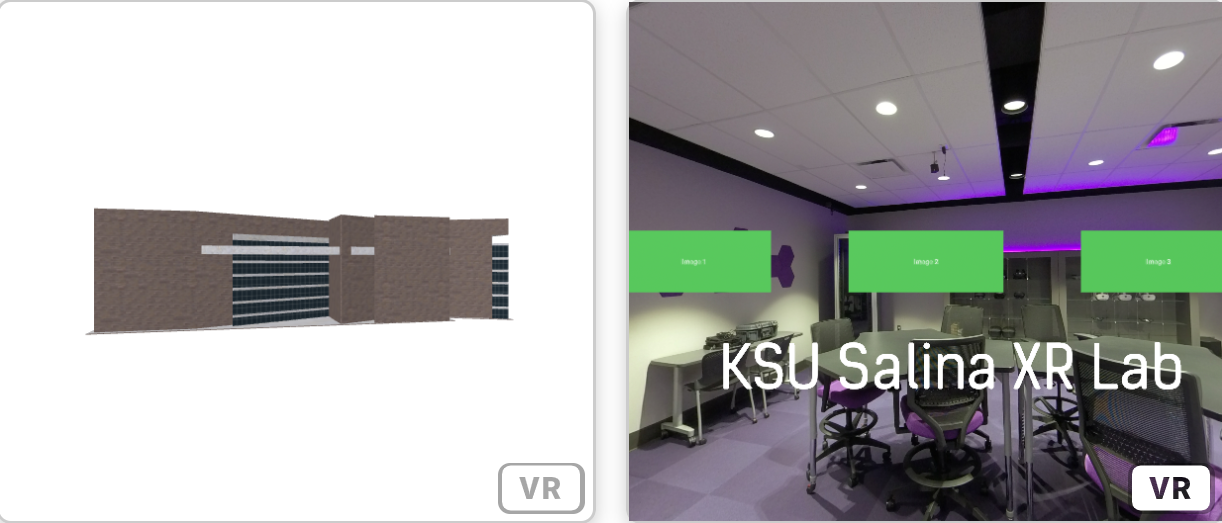 Image 1
Image 2
Image 3
KSU Salina XR Lab
VR
VR